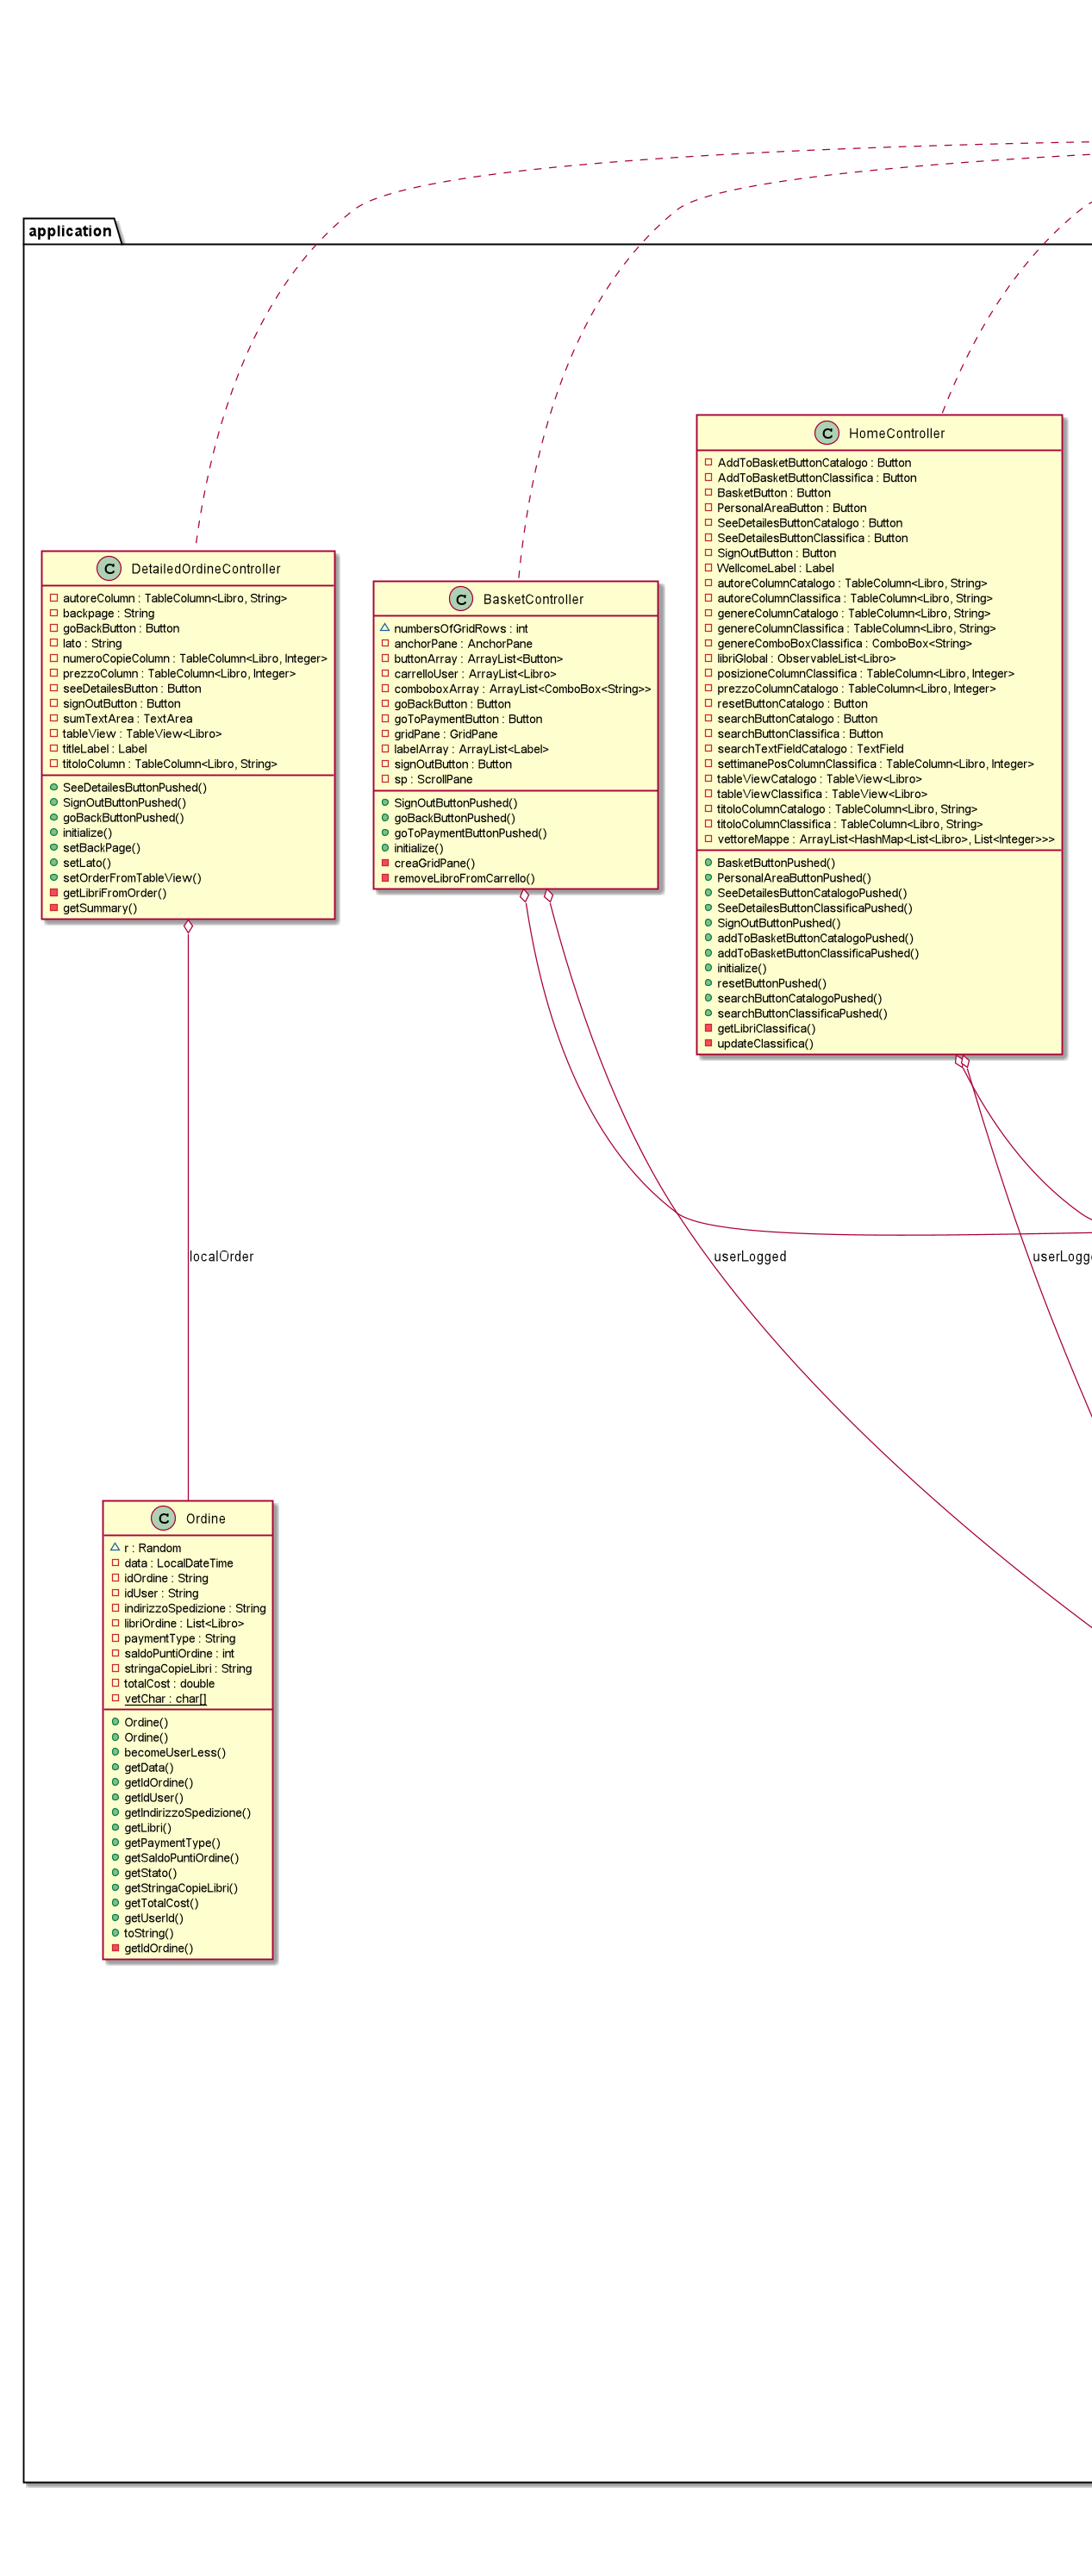 application
C HomeController
AddToBasketButtonCatalogo : Button
AddToBasketButtonClassifica : Button
BasketButton : Button
PersonalAreaButton : Button
SeeDetailesButtonCatalogo : Button
SeeDetailesButtonClassifica : Button
SignOutButton : Button
WellcomeLabel : Label
autoreColumnCatalogo : TableColumn<Libro, String>
autoreColumnClassifica : TableColumn<Libro, String>
genereColumnCatalogo : TableColumn<Libro, String>
genereColumnClassifica : TableColumn<Libro, String>
genereComboBoxClassifica : ComboBox<String>
libriGlobal : ObservableList<Libro>
posizioneColumnClassifica : TableColumn<Libro, Integer>
prezzoColumnCatalogo : TableColumn<Libro, Integer>
resetButtonCatalogo : Button
searchButtonCatalogo : Button
searchButtonClassifica : Button
searchTextFieldCatalogo : TextField
settimanePosColumnClassifica : TableColumn<Libro, Integer>
tableViewCatalogo : TableView<Libro>
tableViewClassifica : TableView<Libro>
titoloColumnCatalogo : TableColumn<Libro, String>
titoloColumnClassifica : TableColumn<Libro, String>
vettoreMappe : ArrayList<HashMap<List<Libro>, List<Integer>>>
BasketButtonPushed()
PersonalAreaButtonPushed()
SeeDetailesButtonCatalogoPushed()
SeeDetailesButtonClassificaPushed()
SignOutButtonPushed()
addToBasketButtonCatalogoPushed()
addToBasketButtonClassificaPushed()
initialize()
resetButtonPushed()
searchButtonCatalogoPushed()
searchButtonClassificaPushed()
getLibriClassifica()
updateClassifica()
C DetailedOrdineController
autoreColumn : TableColumn<Libro, String>
backpage : String
goBackButton : Button
lato : String
numeroCopieColumn : TableColumn<Libro, Integer>
prezzoColumn : TableColumn<Libro, Integer>
seeDetailesButton : Button
signOutButton : Button
sumTextArea : TextArea
tableView : TableView<Libro>
titleLabel : Label
titoloColumn : TableColumn<Libro, String>
SeeDetailesButtonPushed()
SignOutButtonPushed()
goBackButtonPushed()
initialize()
setBackPage()
setLato()
setOrderFromTableView()
getLibriFromOrder()
getSummary()
C BasketController
numbersOfGridRows : int
anchorPane : AnchorPane
buttonArray : ArrayList<Button>
carrelloUser : ArrayList<Libro>
comboboxArray : ArrayList<ComboBox<String>>
goBackButton : Button
goToPaymentButton : Button
gridPane : GridPane
labelArray : ArrayList<Label>
signOutButton : Button
sp : ScrollPane
SignOutButtonPushed()
goBackButtonPushed()
goToPaymentButtonPushed()
initialize()
creaGridPane()
removeLibroFromCarrello()
localOrder
userLogged
C Ordine
r : Random
data : LocalDateTime
idOrdine : String
idUser : String
indirizzoSpedizione : String
libriOrdine : List<Libro>
paymentType : String
saldoPuntiOrdine : int
stringaCopieLibri : String
totalCost : double
vetChar : char[]
Ordine()
Ordine()
becomeUserLess()
getData()
getIdOrdine()
getIdUser()
getIndirizzoSpedizione()
getLibri()
getPaymentType()
getSaldoPuntiOrdine()
getStato()
getStringaCopieLibri()
getTotalCost()
getUserId()
toString()
getIdOrdine()